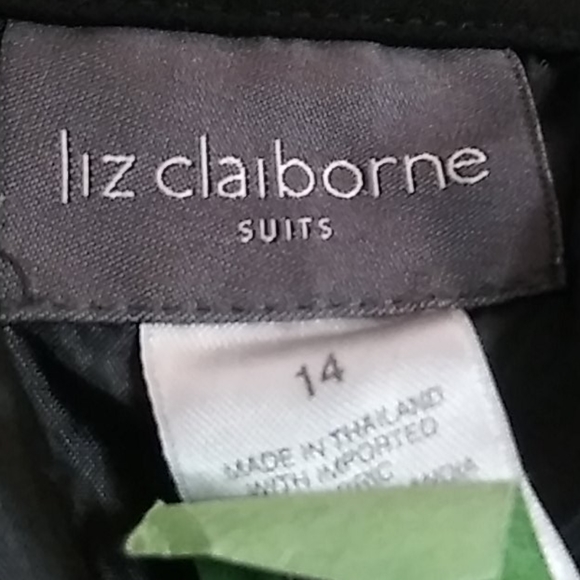 liz claiborne
SUITS
14
MADE IN THAILAND
WITH IMPORTED